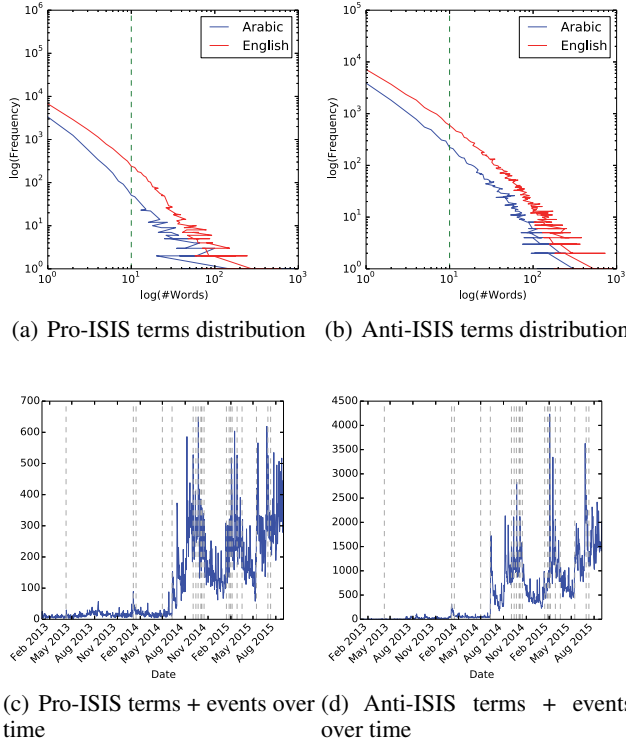 10^6
10^5
10^4
10^3
10^2
10^1
10^0
log(Frequency)
Arabic
English
10^0 10^1 10^2 10^3
log(#Words)
10^5
10^4
10^3
10^2
10^1
10^0
log(Frequency)
Arabic
English
10^0 10^1 10^2 10^3
log(#Words)
(a) Pro-ISIS terms distribution
(b) Anti-ISIS terms distribution
700
600
500
400
300
200
100
0
Feb 2013
May 2013
Aug 2013
Nov 2013
Feb 2014
May 2014
Aug 2014
Nov 2014
Feb 2015
May 2015
Aug 2015
Date
4500
4000
3500
3000
2500
2000
1500
1000
500
0
Feb 2013
May 2013
Aug 2013
Nov 2013
Feb 2014
May 2014
Aug 2014
Nov 2014
Feb 2015
May 2015
Aug 2015
Date
(c) Pro-ISIS terms + events over
time
(d) Anti-ISIS terms + events
over time